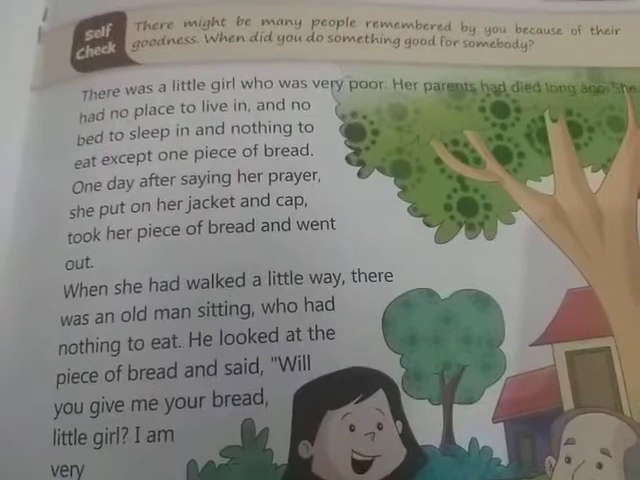 Self
Check
There might be many people remembered by you because of their
goodness. When did you do something good for somebody?
There was a little girl who was very poor. Her parents had died long ago. She
had no place to live in, and no
bed to sleep in and nothing to
eat except one piece of bread.
One day after saying her prayer,
she put on her jacket and cap,
took her piece of bread and went
out.
When she had walked a little way, there
was an old man sitting, who had
nothing to eat. He looked at the
piece of bread and said, "Will
you give me your bread,
little girl? I am
very